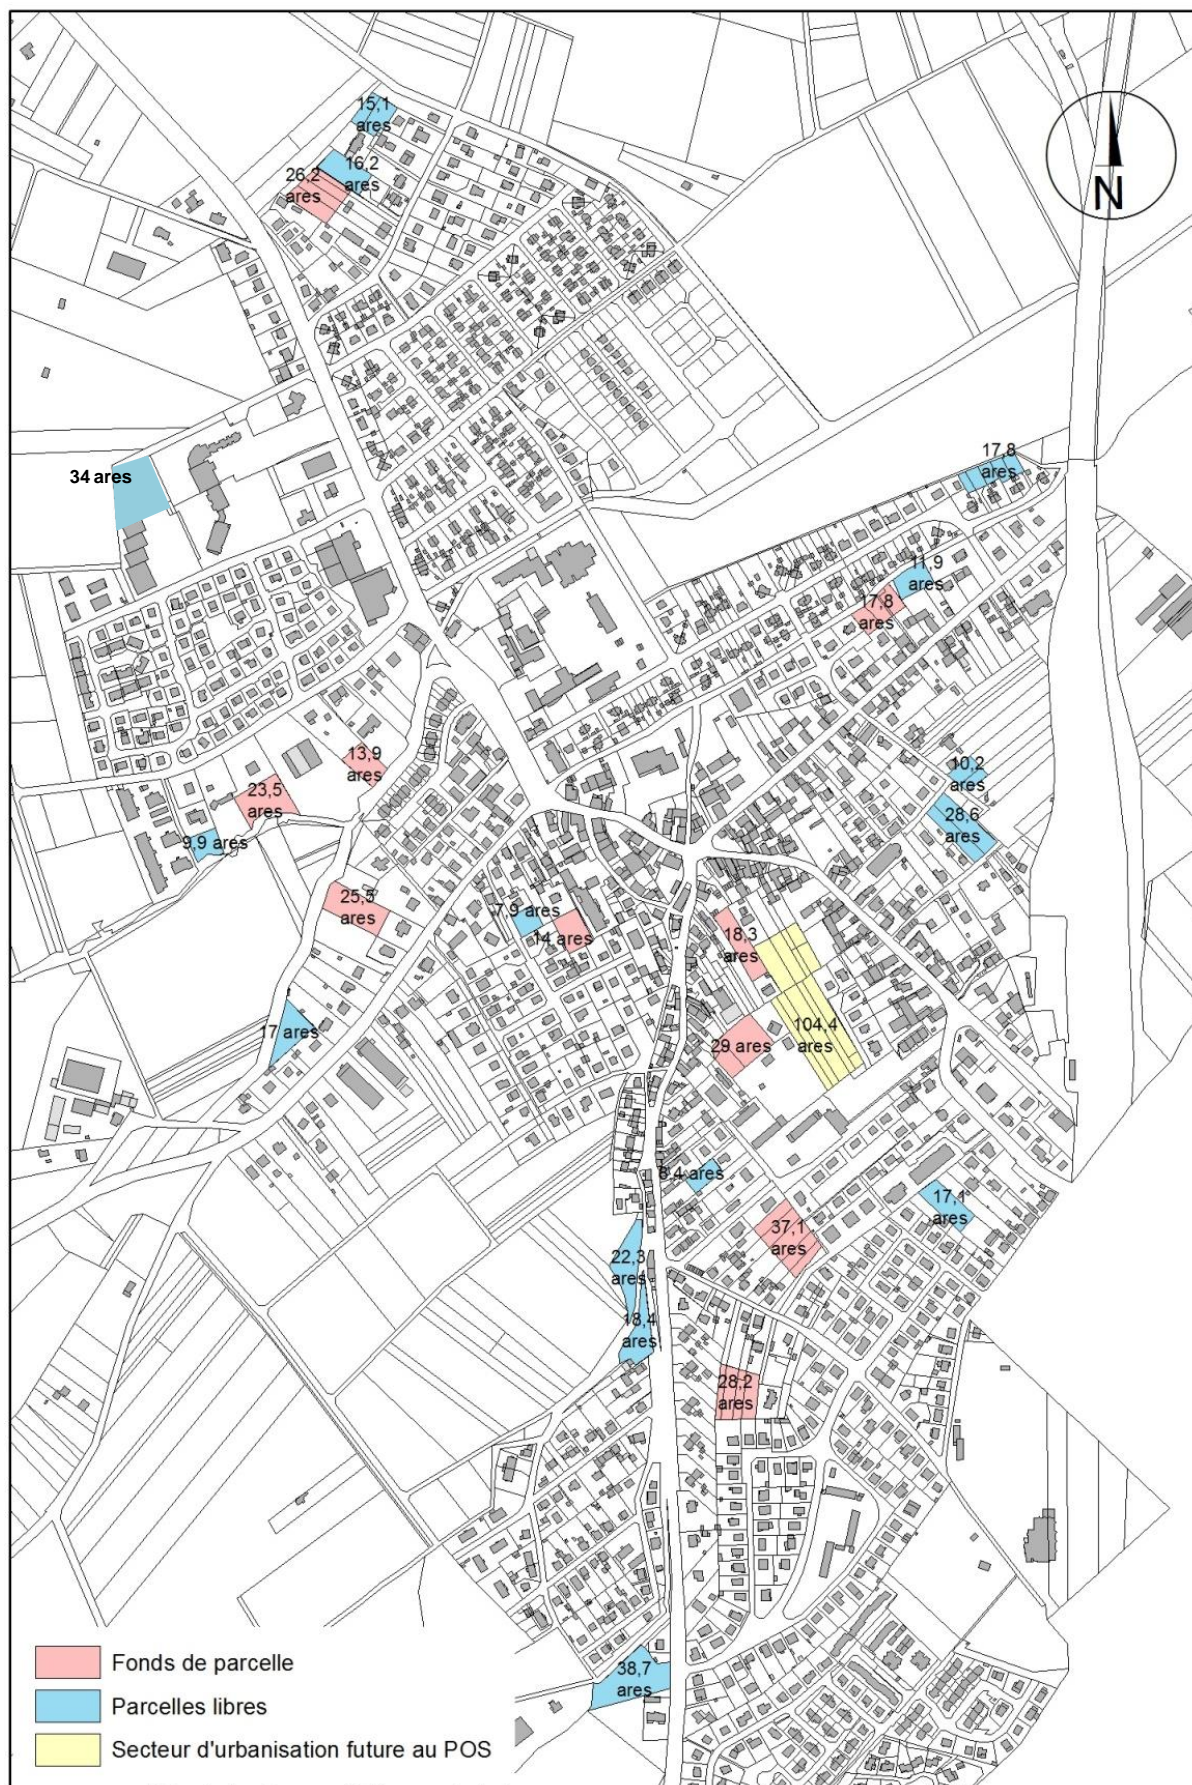 15,1
ares
16,2
ares
26,2
ares
N
34 ares
17,8
ares
11,9
ares
17,8
ares
13,9
ares
10,2
ares
23,5
ares
28,6
ares
9,9 ares
25,5
ares
7,9 ares
14 ares
18,3
ares
17 ares
104,4
ares
29 ares
8,4 ares
17,1
ares
37,1
ares
22,3
ares
18,4
ares
28,2
ares
38,7
ares
Fonds de parcelle
Parcelles libres
Secteur d'urbanisation future au POS